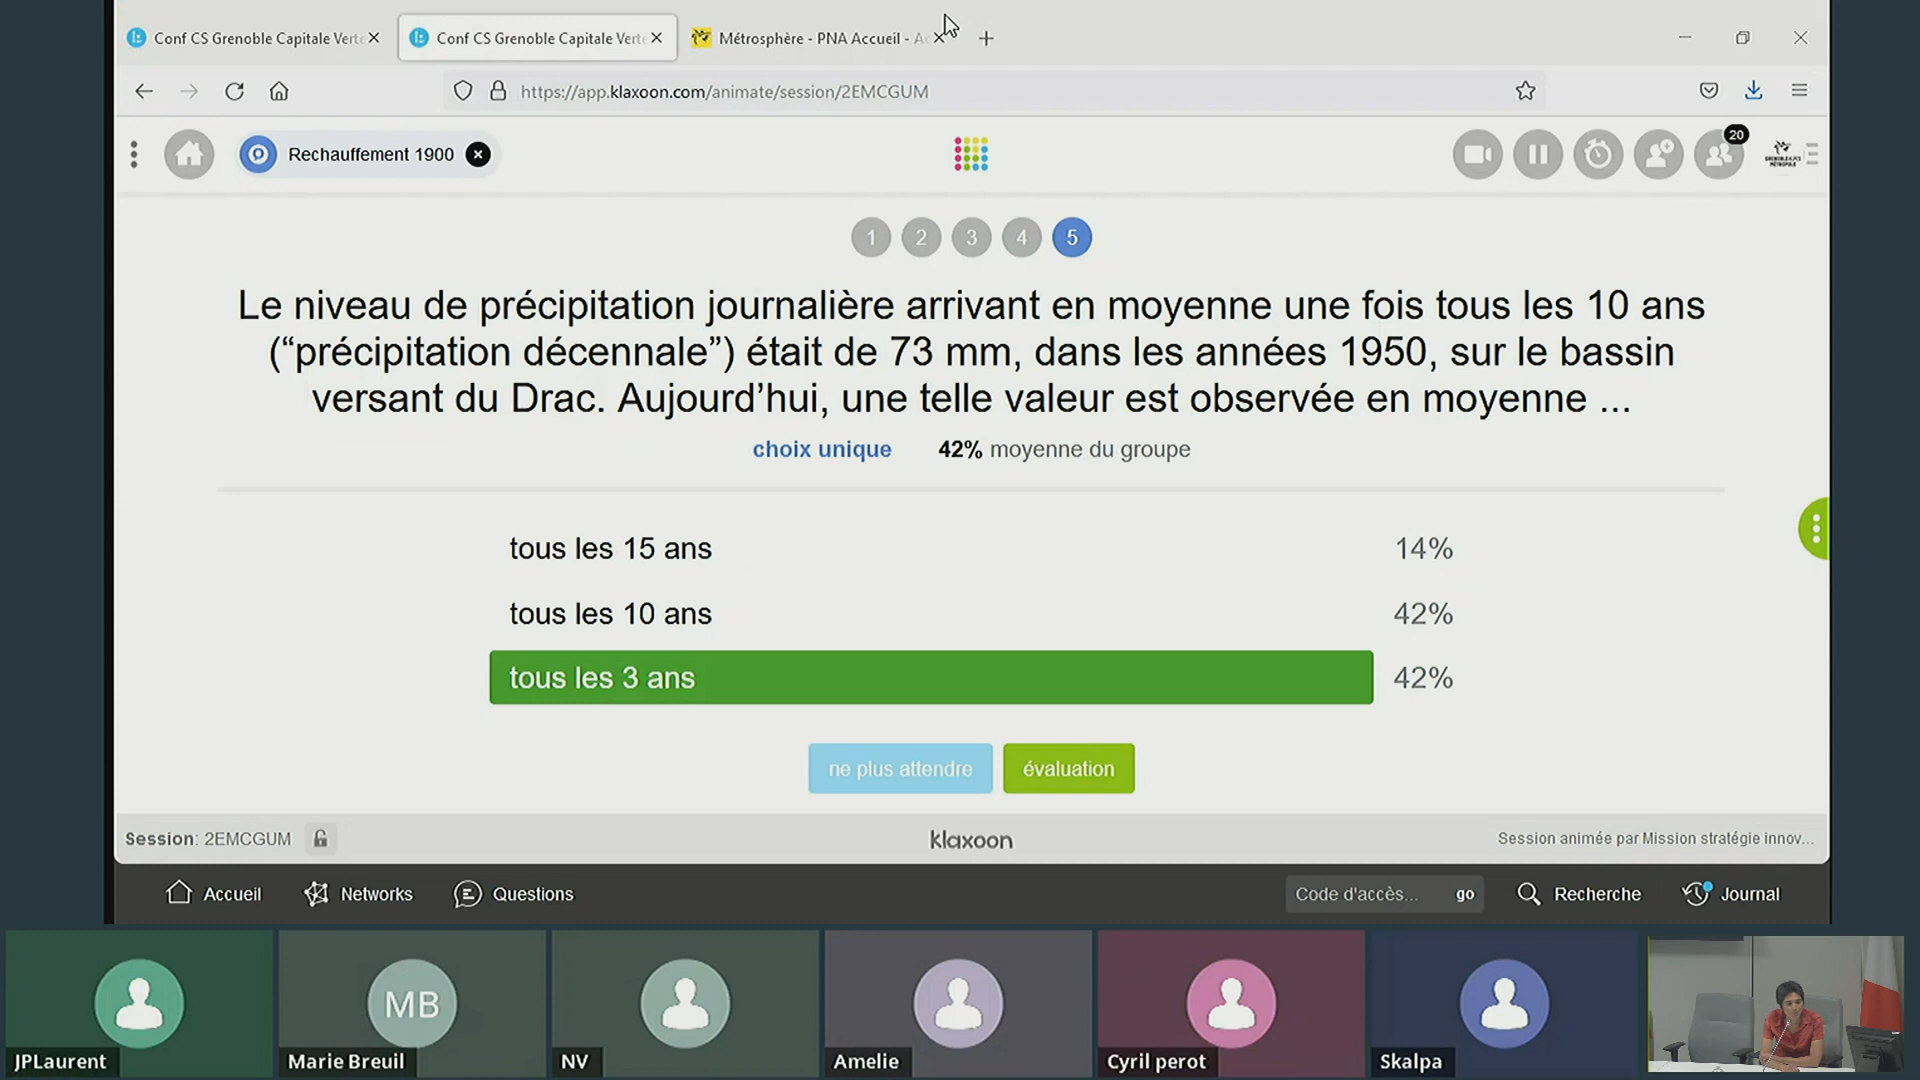 Conf CS Grenoble Capitale Verte
Conf CS Grenoble Capitale Verte
Métrosphère - PNA Accueil - Ac
https://app.klaxoon.com/animate/session/2EMCGUM
Rechauffement 1900
20
1 2 3 4 5
Le niveau de précipitation journalière arrivant en moyenne une fois tous les 10 ans
(“précipitation décennale”) était de 73 mm, dans les années 1950, sur le bassin
versant du Drac. Aujourd’hui, une telle valeur est observée en moyenne ...
choix unique 42% moyenne du groupe
tous les 15 ans 14%
tous les 10 ans 42%
tous les 3 ans 42%
ne plus attendre évaluation
Session: 2EMCGUM klaxoon Session animée par Mission stratégie innov...
Accueil Networks Questions Code d'accès... go Recherche Journal
MB
JPLaurent Marie Breuil NV Amelie Cyril perot Skalpa